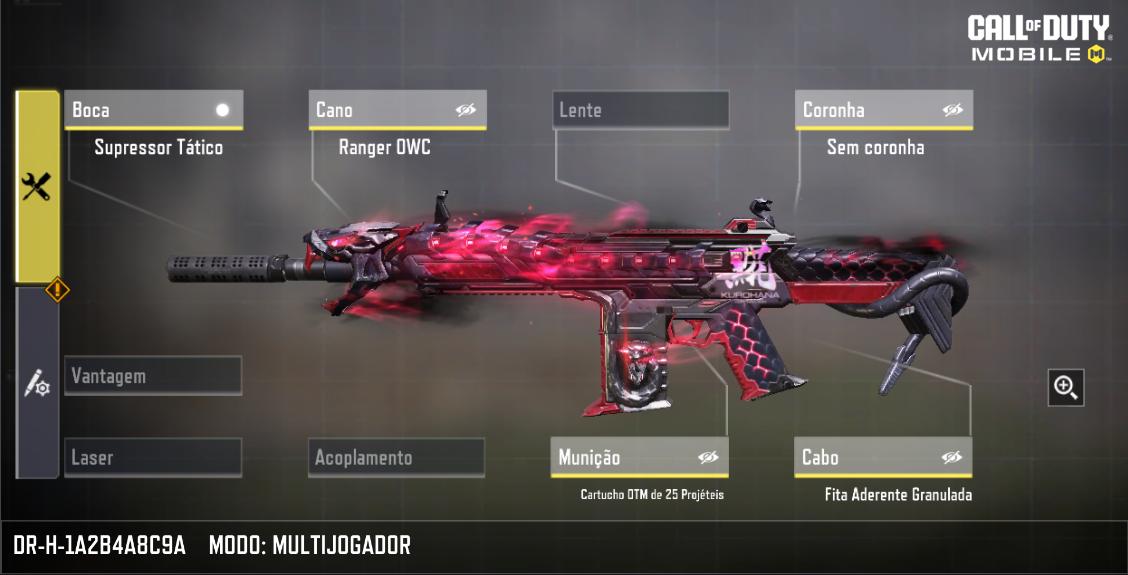 CALL OF DUTY
MOBILE
Boca
Cano
Lente
Coronha
Supressor Tático
Ranger OWC
Sem coronha
KUROHANA
Vantagem
Laser
Acoplamento
Munição
Cabo
Cartucho OTM de 25 Projéteis
Fita Aderente Granulada
DR-H-1A2B4A8C9A MODO: MULTIJOGADOR